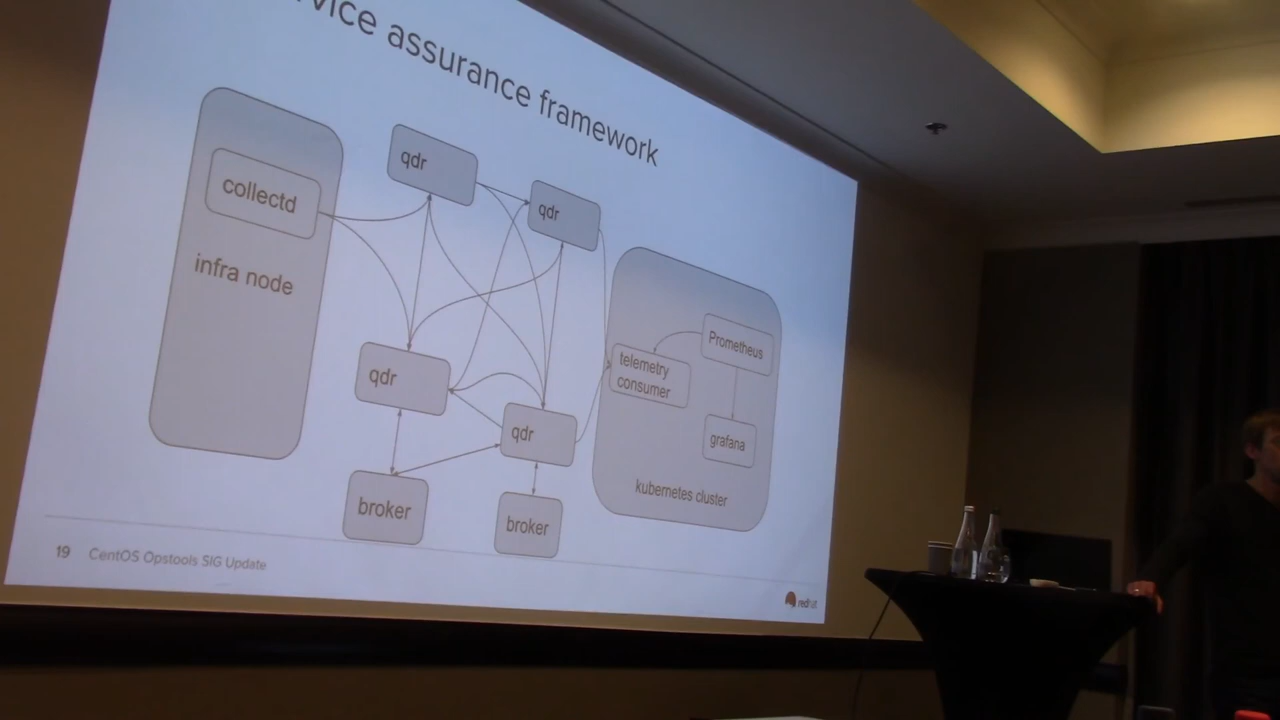 vice assurance framework
collectd
infra node
qdr
qdr
qdr
qdr
broker
broker
telemetry
consumer
Prometheus
grafana
kubernetes cluster
19 CentOS Opstools SIG Update
redhat